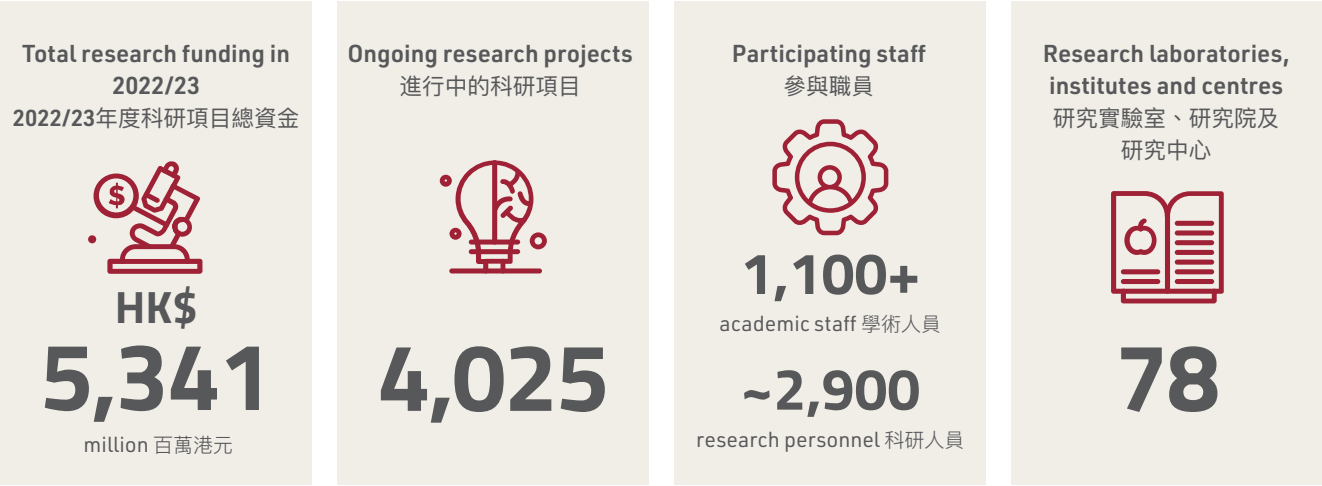 Total research funding in
2022/23
2022/23年度科研項目總資金
$
HK$
5,341
million 百萬港元
Ongoing research projects
進行中的科研項目
4,025
Participating staff
參與職員
1,100+
academic staff 學術人員
~2,900
research personnel 科研人員
Research laboratories,
institutes and centres
研究實驗室、研究院及
研究中心
78